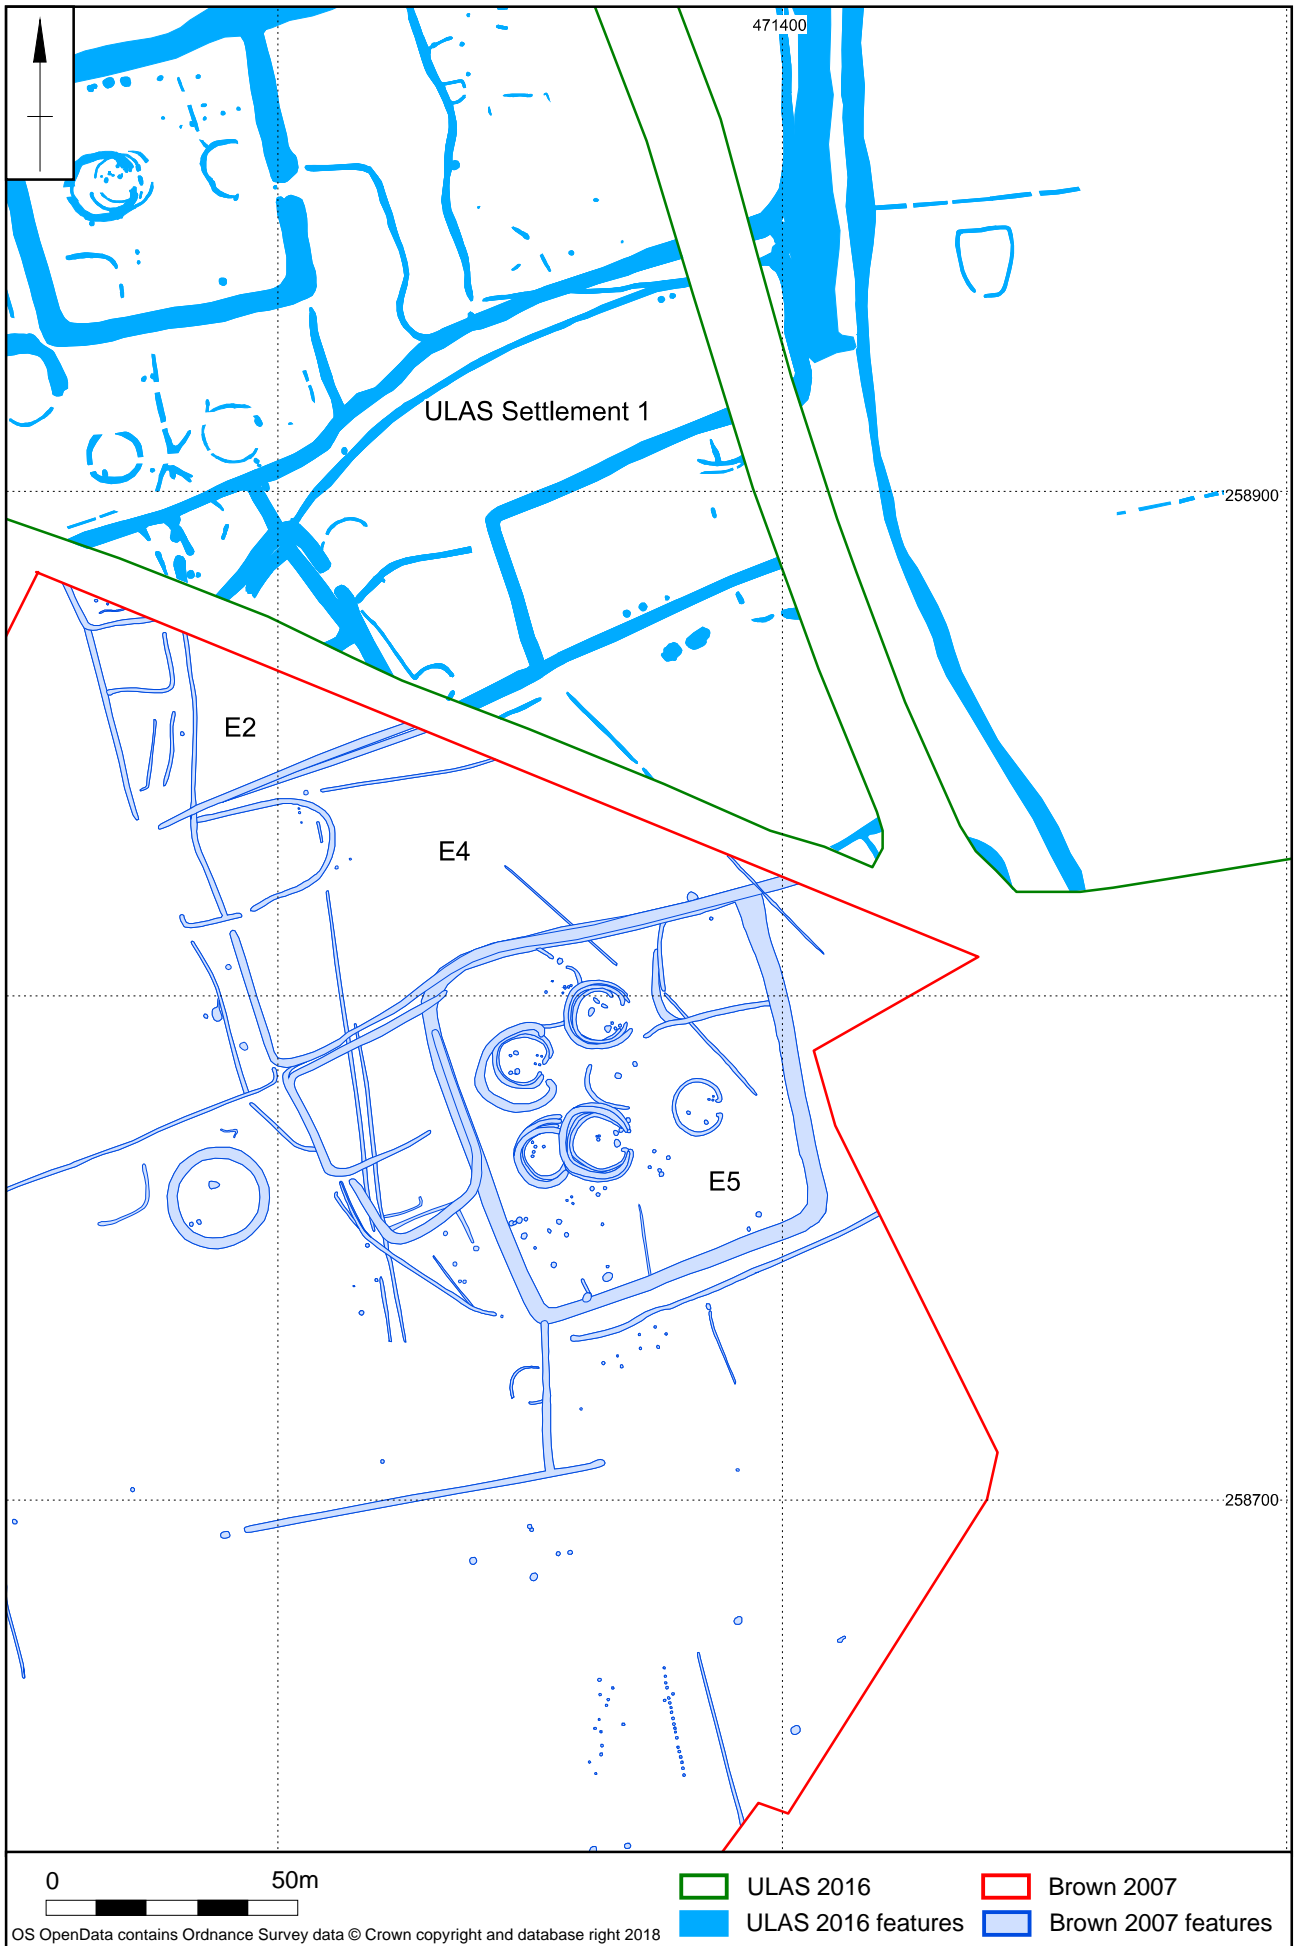 471400
ULAS Settlement 1
258900
E2
E4
E5
258700
0 50m
ULAS 2016
Brown 2007
ULAS 2016 features
Brown 2007 features
OS OpenData contains Ordnance Survey data © Crown copyright and database right 2018